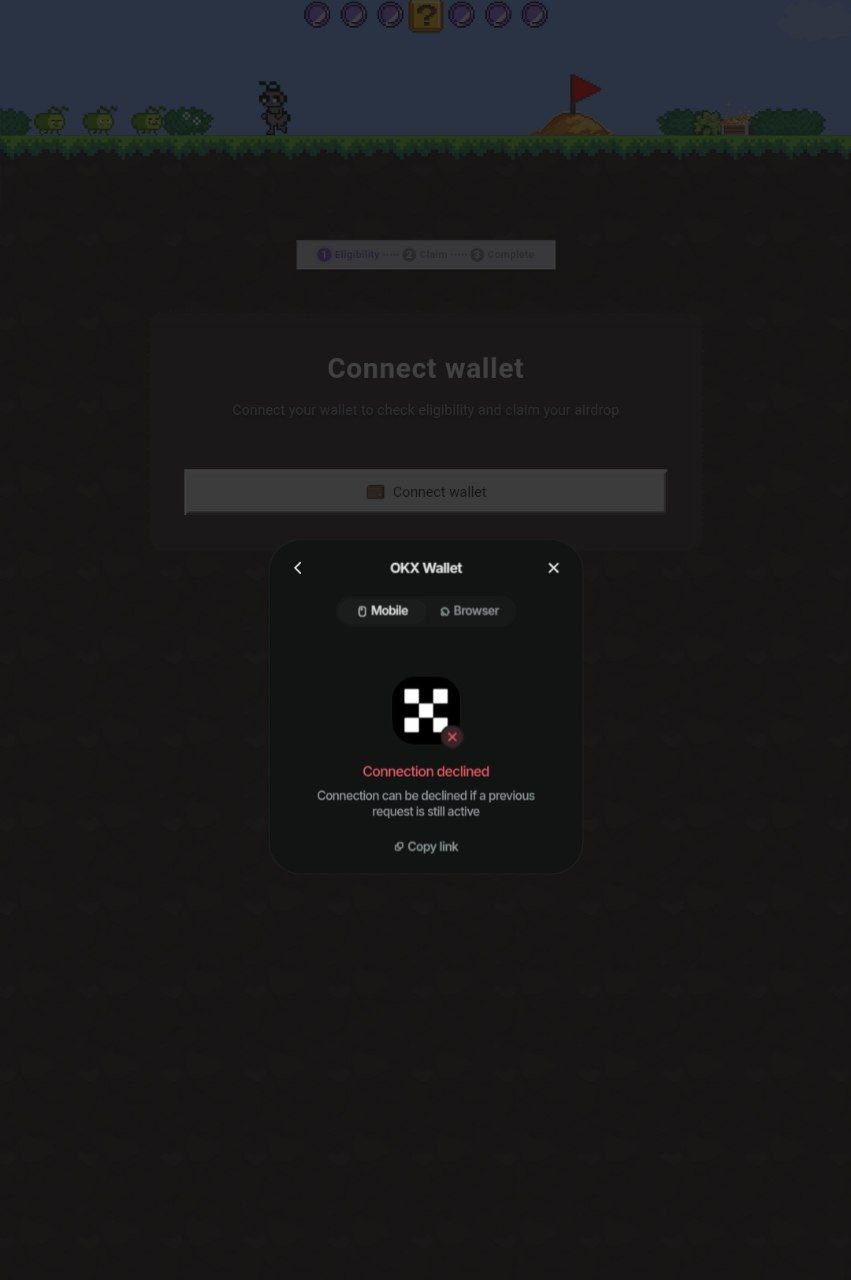 ?
1 Eligibility ····· 2 Claim ····· 3 Complete
Connect wallet
Connect your wallet to check eligibility and claim your airdrop
Connect wallet
OKX Wallet
Mobile Browser
Connection declined
Connection can be declined if a previous
request is still active
Copy link